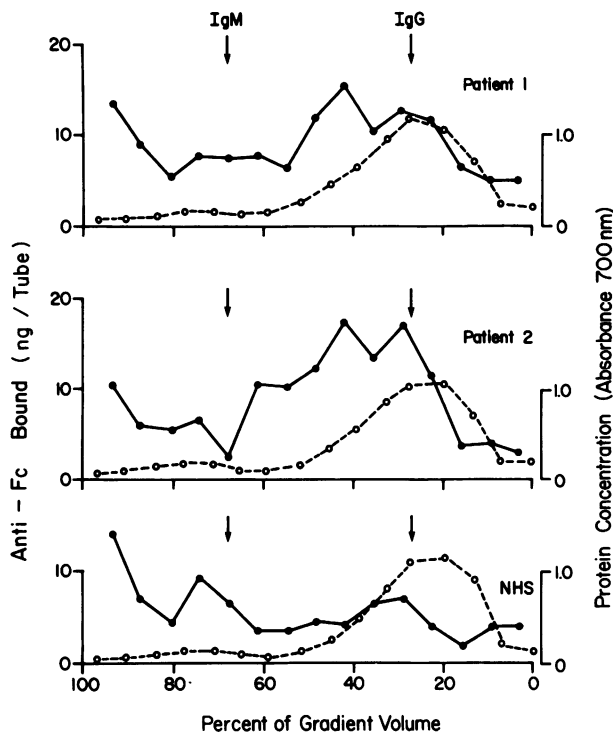 IgM IgG
Patient 1
20
10
0
1.0
0
Patient 2
20
10
0
1.0
0
NHS
10
0
1.0
0
100 80 60 40 20 0
Percent of Gradient Volume
Anti - Fc Bound (ng / Tube)
Protein Concentration (Absorbance 700nm)